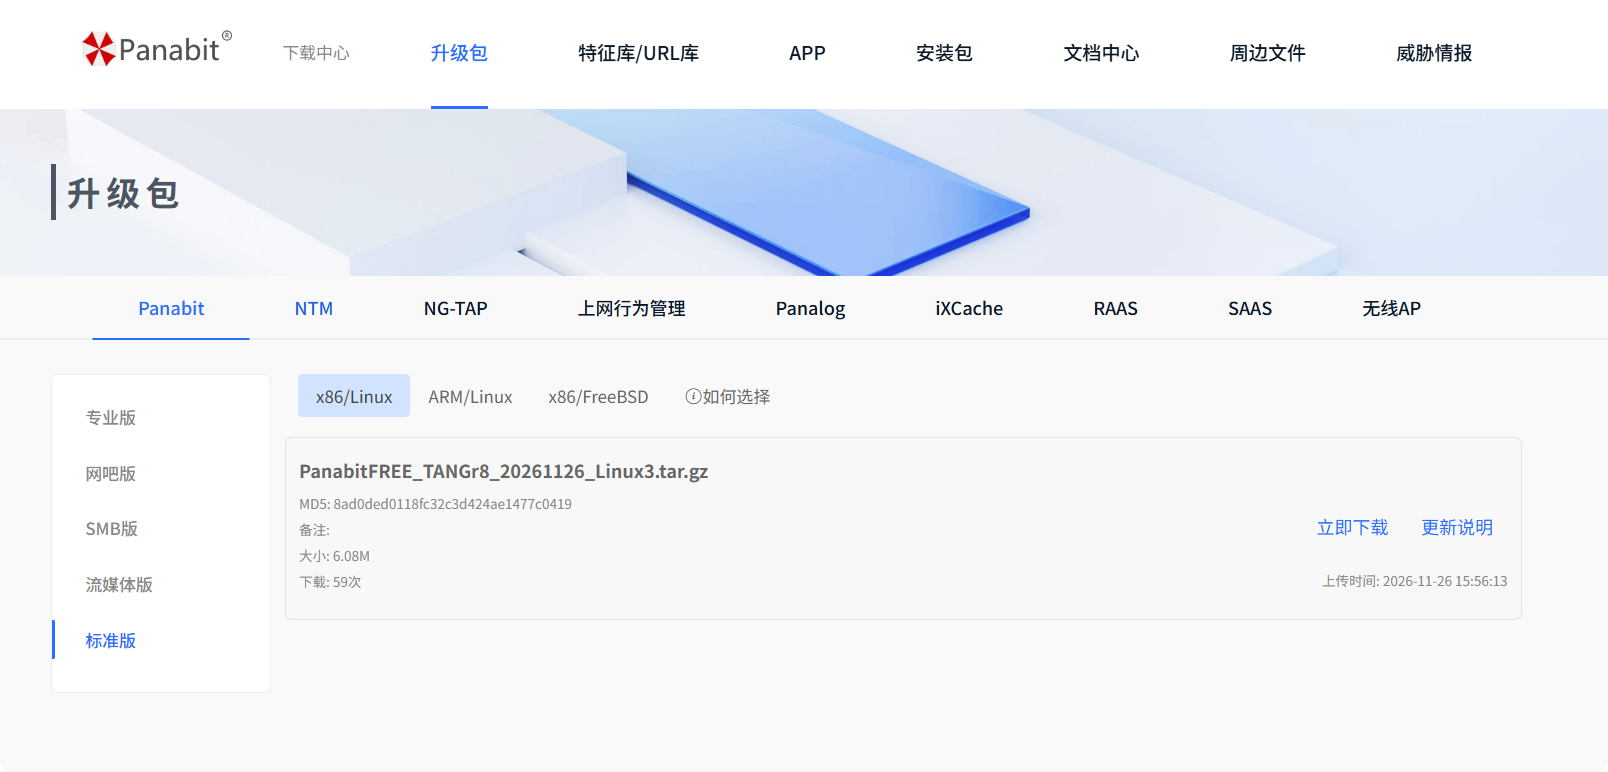 Panabit®
下载中心
升级包
特征库/URL库
APP
安装包
文档中心
周边文件
威胁情报
升级包
Panabit
NTM
NG-TAP
上网行为管理
Panalog
iXCache
RAAS
SAAS
无线AP
专业版
网吧版
SMB版
流媒体版
标准版
x86/Linux
ARM/Linux
x86/FreeBSD
如何选择
PanabitFREE_TANGr8_20261126_Linux3.tar.gz
MD5: 8ad0ded0118fc32c3d424ae1477c0419
备注:
大小: 6.08M
下载: 59次
立即下载
更新说明
上传时间: 2026-11-26 15:56:13